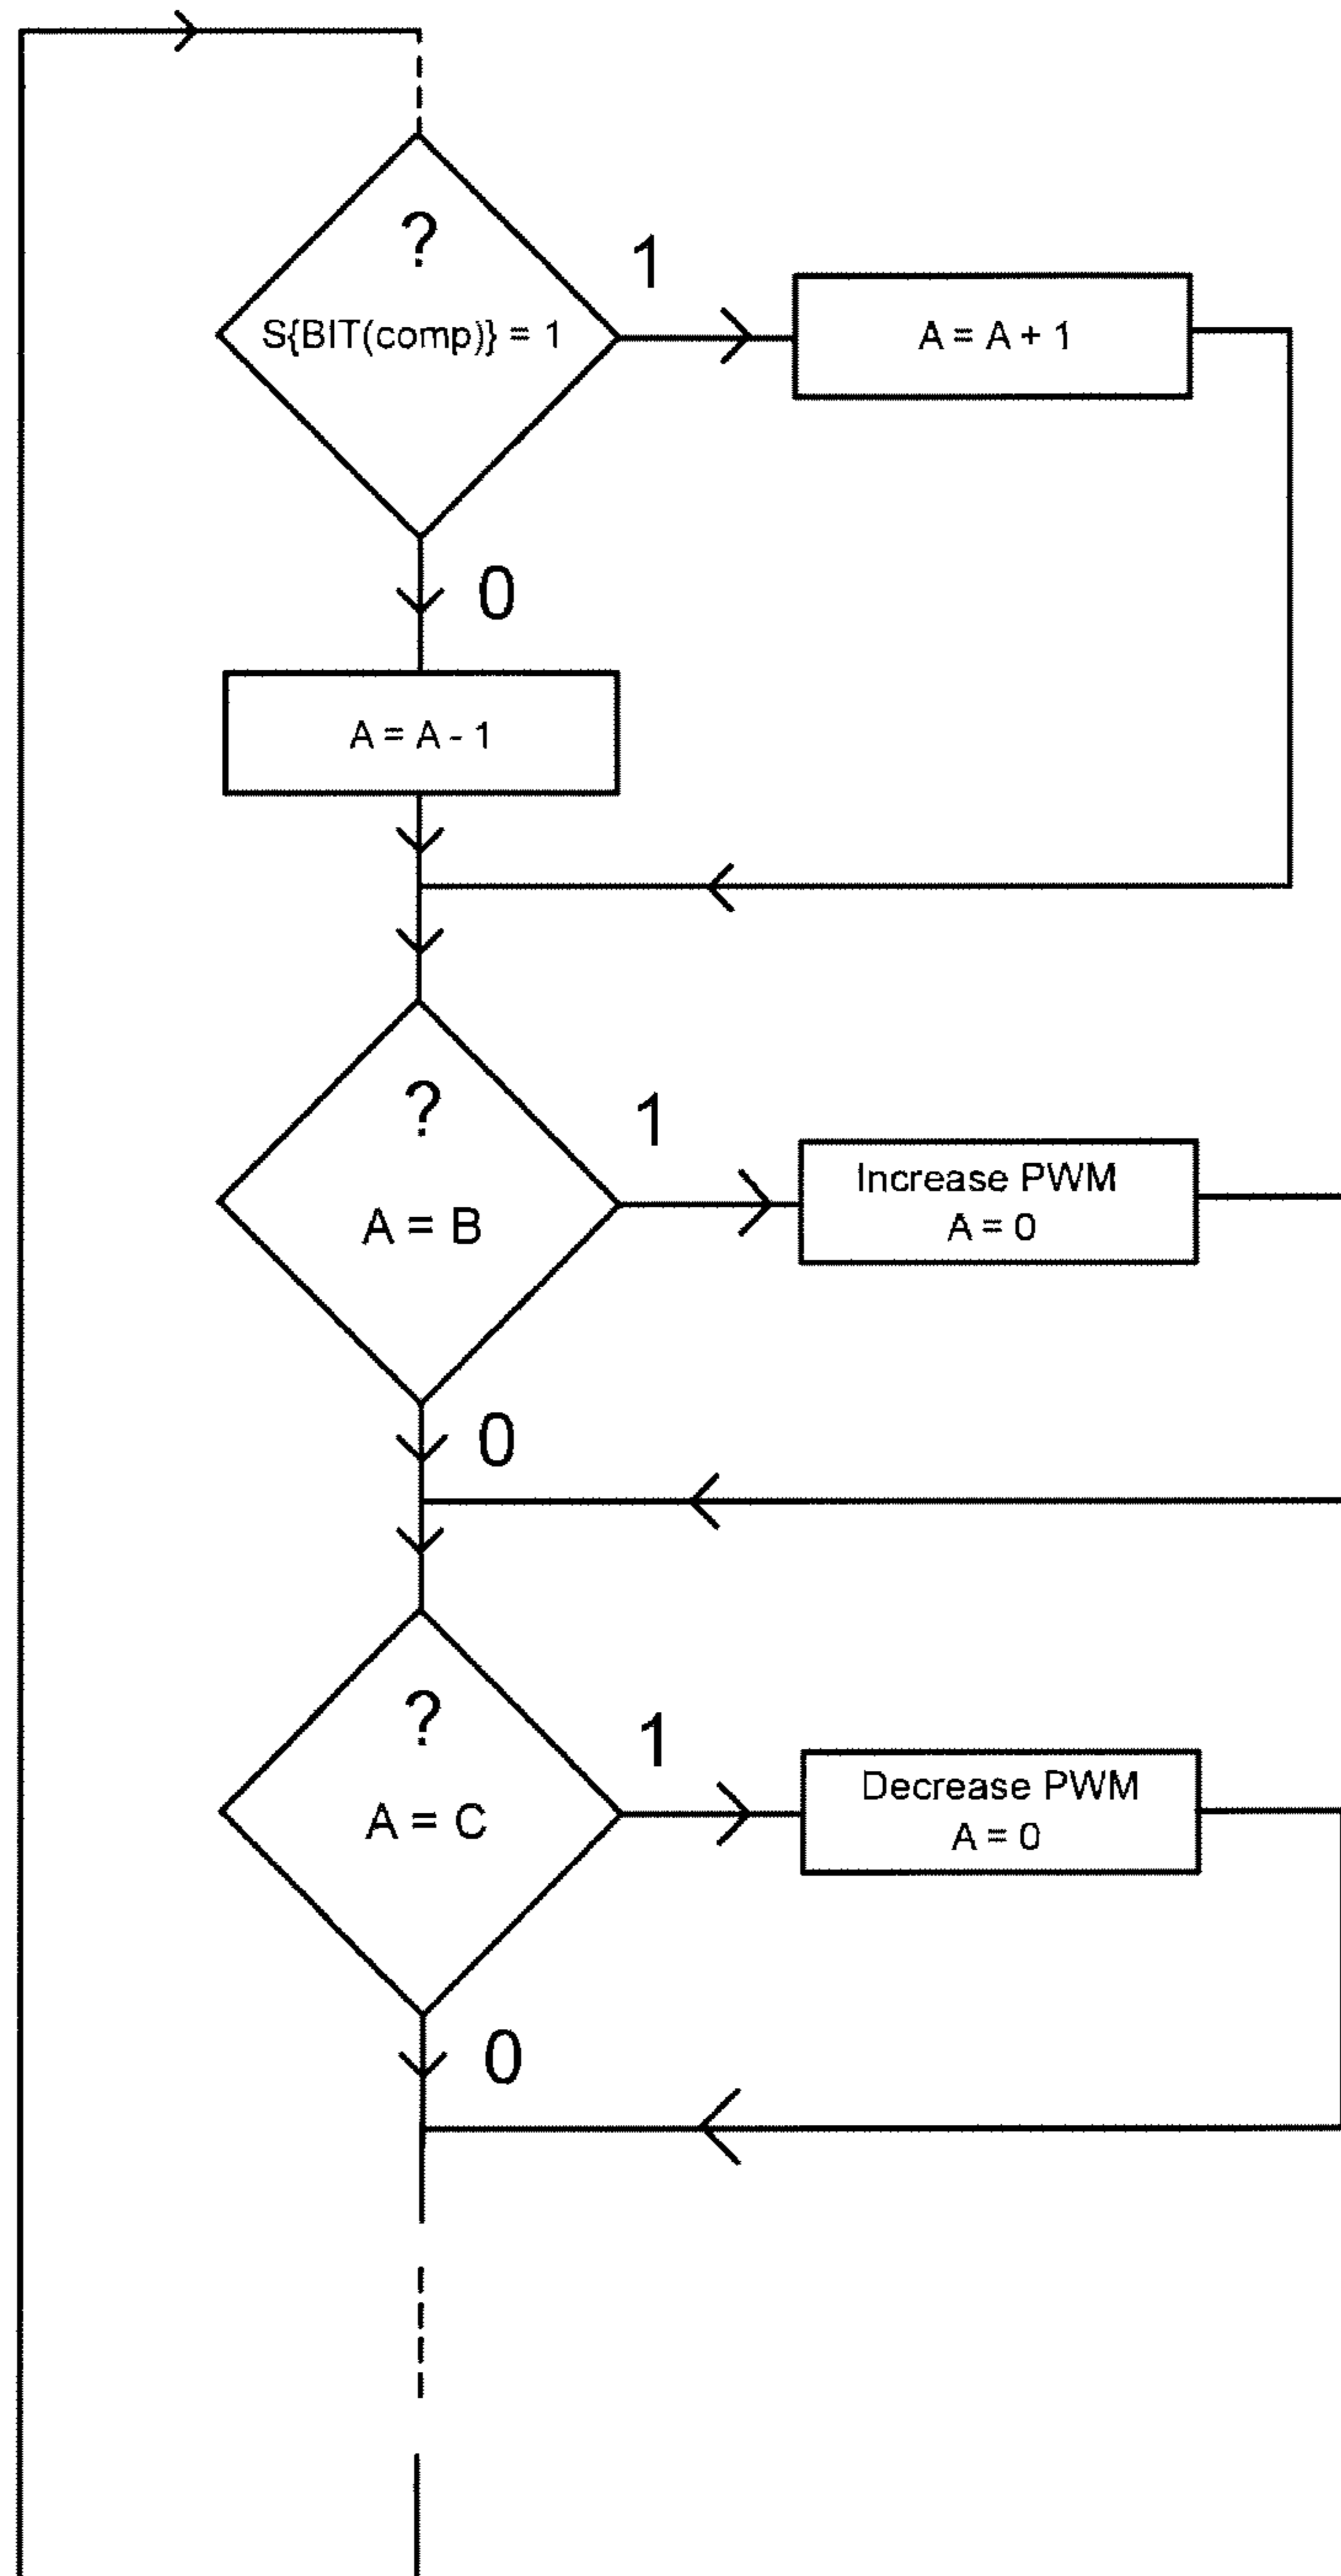 ?
S{BIT(comp)} = 1
1
A = A + 1
0
A = A - 1
?
A = B
1
Increase PWM
A = 0
0
?
A = C
1
Decrease PWM
A = 0
0